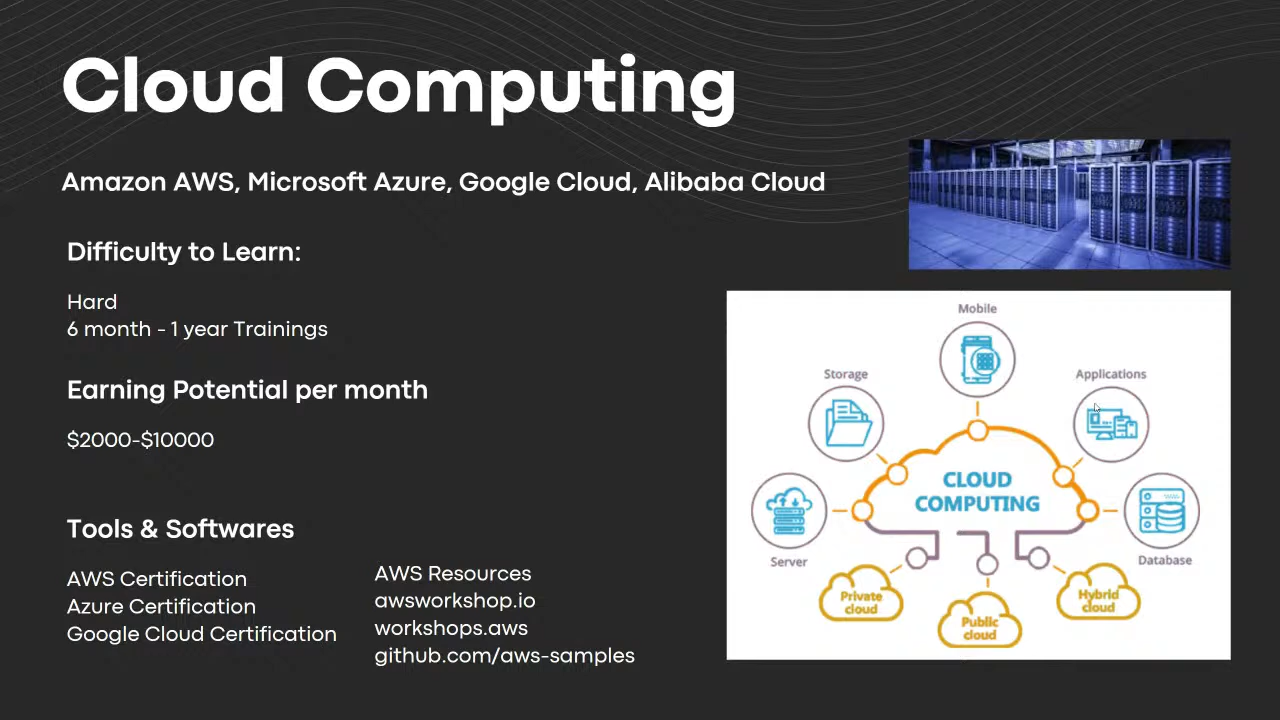 Cloud Computing
Amazon AWS, Microsoft Azure, Google Cloud, Alibaba Cloud
Difficulty to Learn:
Hard
6 month - 1 year Trainings
Earning Potential per month
$2000-$10000
Tools & Softwares
AWS Certification
Azure Certification
Google Cloud Certification
AWS Resources
awsworkshop.io
workshops.aws
github.com/aws-samples
Mobile
Storage
Applications
CLOUD
COMPUTING
Server
Database
Private
cloud
Public
cloud
Hybrid
cloud